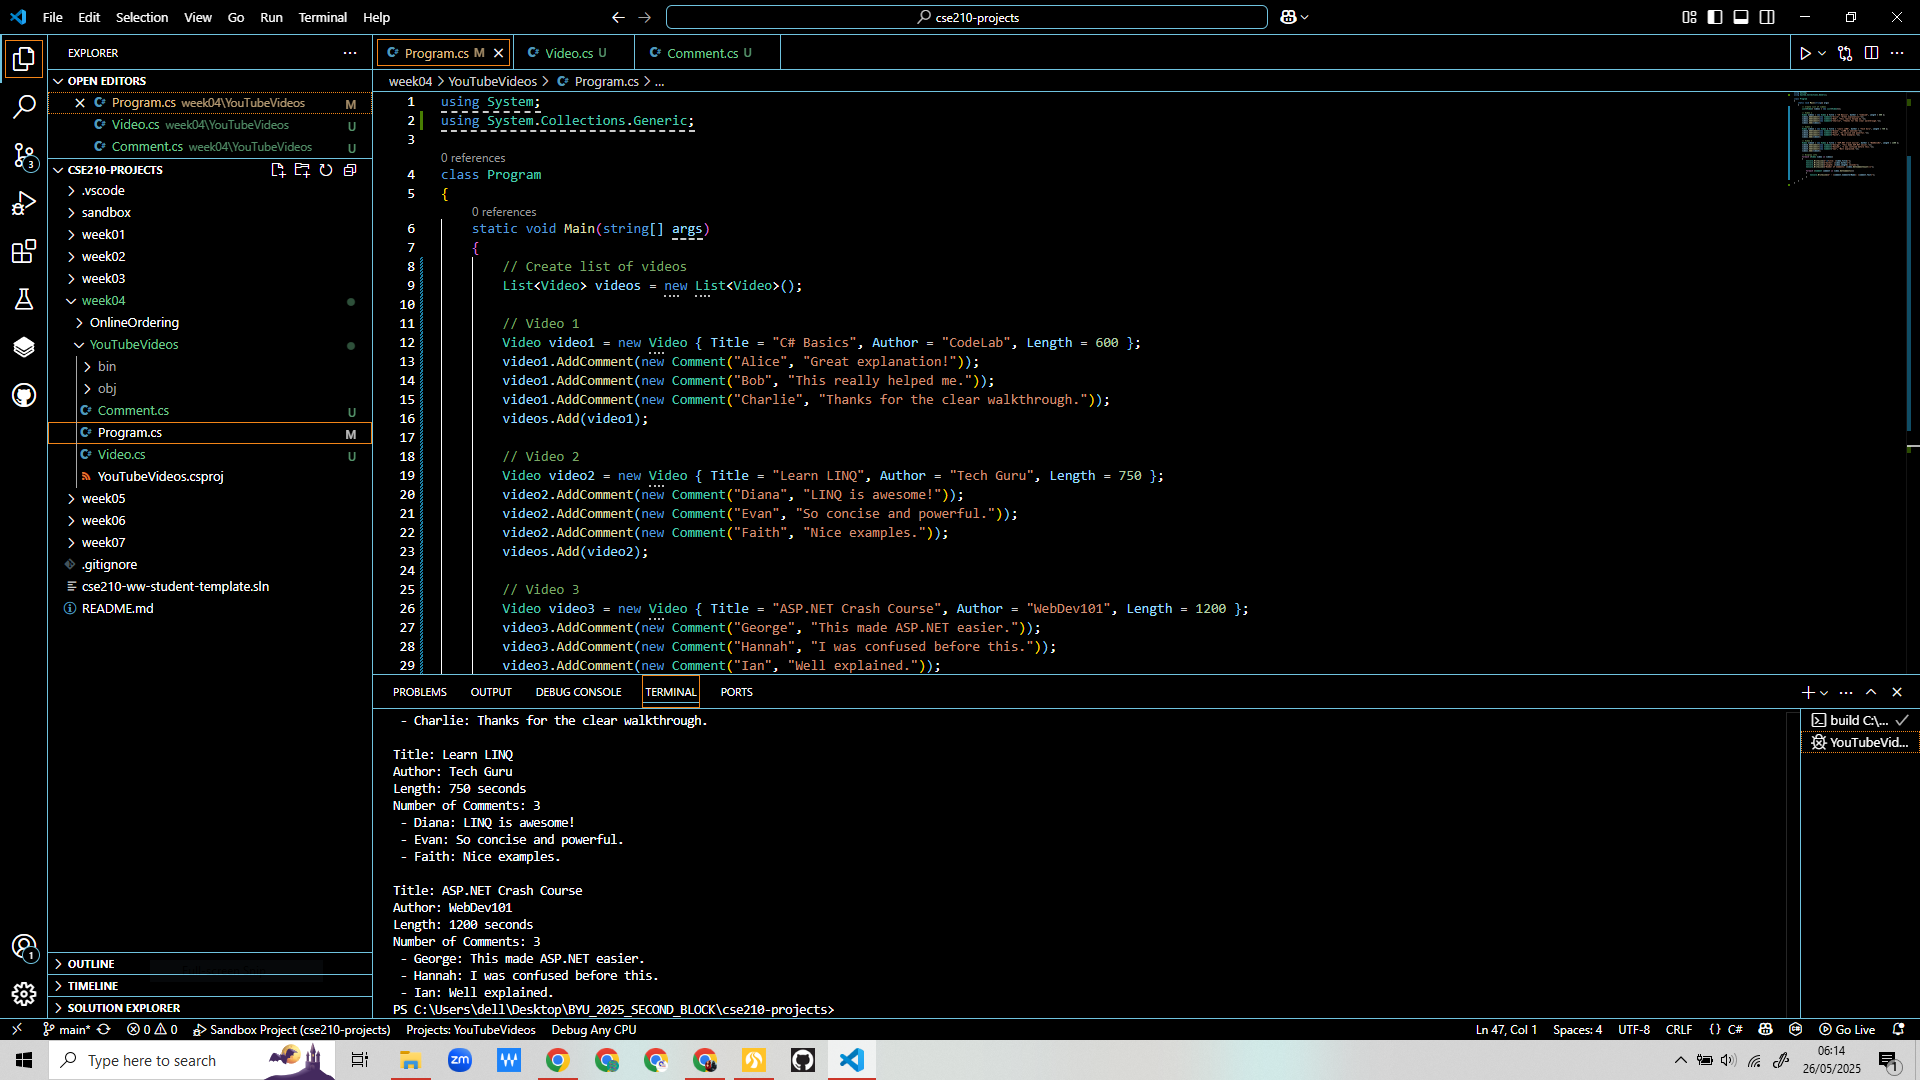 File Edit Selection View Go Run Terminal Help
cse210-projects
EXPLORER
OPEN EDITORS
Program.cs week04\YouTubeVideos M
Video.cs week04\YouTubeVideos U
Comment.cs week04\YouTubeVideos U
CSE210-PROJECTS
.vscode
sandbox
week01
week02
week03
week04
OnlineOrdering
YouTubeVideos
bin
obj
Comment.cs U
Program.cs M
Video.cs U
YouTubeVideos.csproj
week05
week06
week07
.gitignore
cse210-ww-student-template.sln
README.md
OUTLINE
TIMELINE
SOLUTION EXPLORER
3
1
Program.cs M
Video.cs U
Comment.cs U
week04 > YouTubeVideos > Program.cs > ...
1 using System;
2 using System.Collections.Generic;
3
0 references
4 class Program
5 {
0 references
6 static void Main(string[] args)
7 {
8 // Create list of videos
9 List<Video> videos = new List<Video>();
10
11 // Video 1
12 Video video1 = new Video { Title = "C# Basics", Author = "CodeLab", Length = 600 };
13 video1.AddComment(new Comment("Alice", "Great explanation!"));
14 video1.AddComment(new Comment("Bob", "This really helped me."));
15 video1.AddComment(new Comment("Charlie", "Thanks for the clear walkthrough."));
16 videos.Add(video1);
17
18 // Video 2
19 Video video2 = new Video { Title = "Learn LINQ", Author = "Tech Guru", Length = 750 };
20 video2.AddComment(new Comment("Diana", "LINQ is awesome!"));
21 video2.AddComment(new Comment("Evan", "So concise and powerful."));
22 video2.AddComment(new Comment("Faith", "Nice examples."));
23 videos.Add(video2);
24
25 // Video 3
26 Video video3 = new Video { Title = "ASP.NET Crash Course", Author = "WebDev101", Length = 1200 };
27 video3.AddComment(new Comment("George", "This made ASP.NET easier."));
28 video3.AddComment(new Comment("Hannah", "I was confused before this."));
29 video3.AddComment(new Comment("Ian", "Well explained."));
PROBLEMS OUTPUT DEBUG CONSOLE TERMINAL PORTS
- Charlie: Thanks for the clear walkthrough.
Title: Learn LINQ
Author: Tech Guru
Length: 750 seconds
Number of Comments: 3
- Diana: LINQ is awesome!
- Evan: So concise and powerful.
- Faith: Nice examples.
Title: ASP.NET Crash Course
Author: WebDev101
Length: 1200 seconds
Number of Comments: 3
- George: This made ASP.NET easier.
- Hannah: I was confused before this.
- Ian: Well explained.
PS C:\Users\dell\Desktop\BYU_2025_SECOND_BLOCK\cse210-projects>
build C:\...
YouTubeVid...
main* 0 0 Sandbox Project (cse210-projects) Projects: YouTubeVideos Debug Any CPU
Ln 47, Col 1 Spaces: 4 UTF-8 CRLF {} C# Go Live
Type here to search
zm
06:14
26/05/2025
1